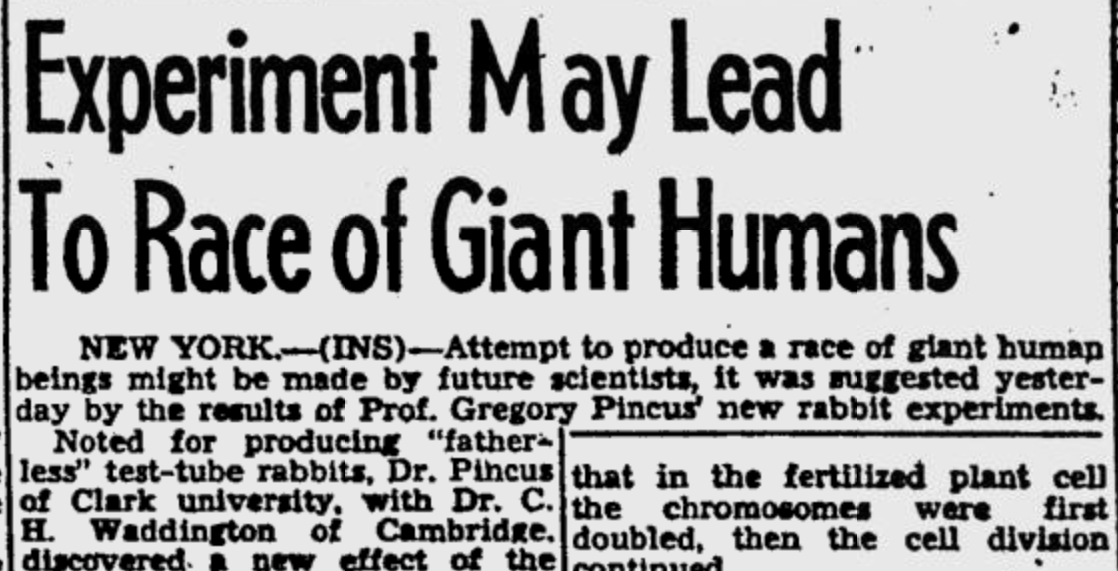 Experiment May Lead
To Race of Giant Humans
NEW YORK.—(INS)—Attempt to produce a race of giant human
beings might be made by future scientists, it was suggested yester-
day by the results of Prof. Gregory Pincus' new rabbit experiments.
Noted for producing "father-
less" test-tube rabbits, Dr. Pincus
of Clark university, with Dr. C.
H. Waddington of Cambridge,
discovered a new effect of the
that in the fertilized plant cell
the chromosomes were first
doubled, then the cell division
continued